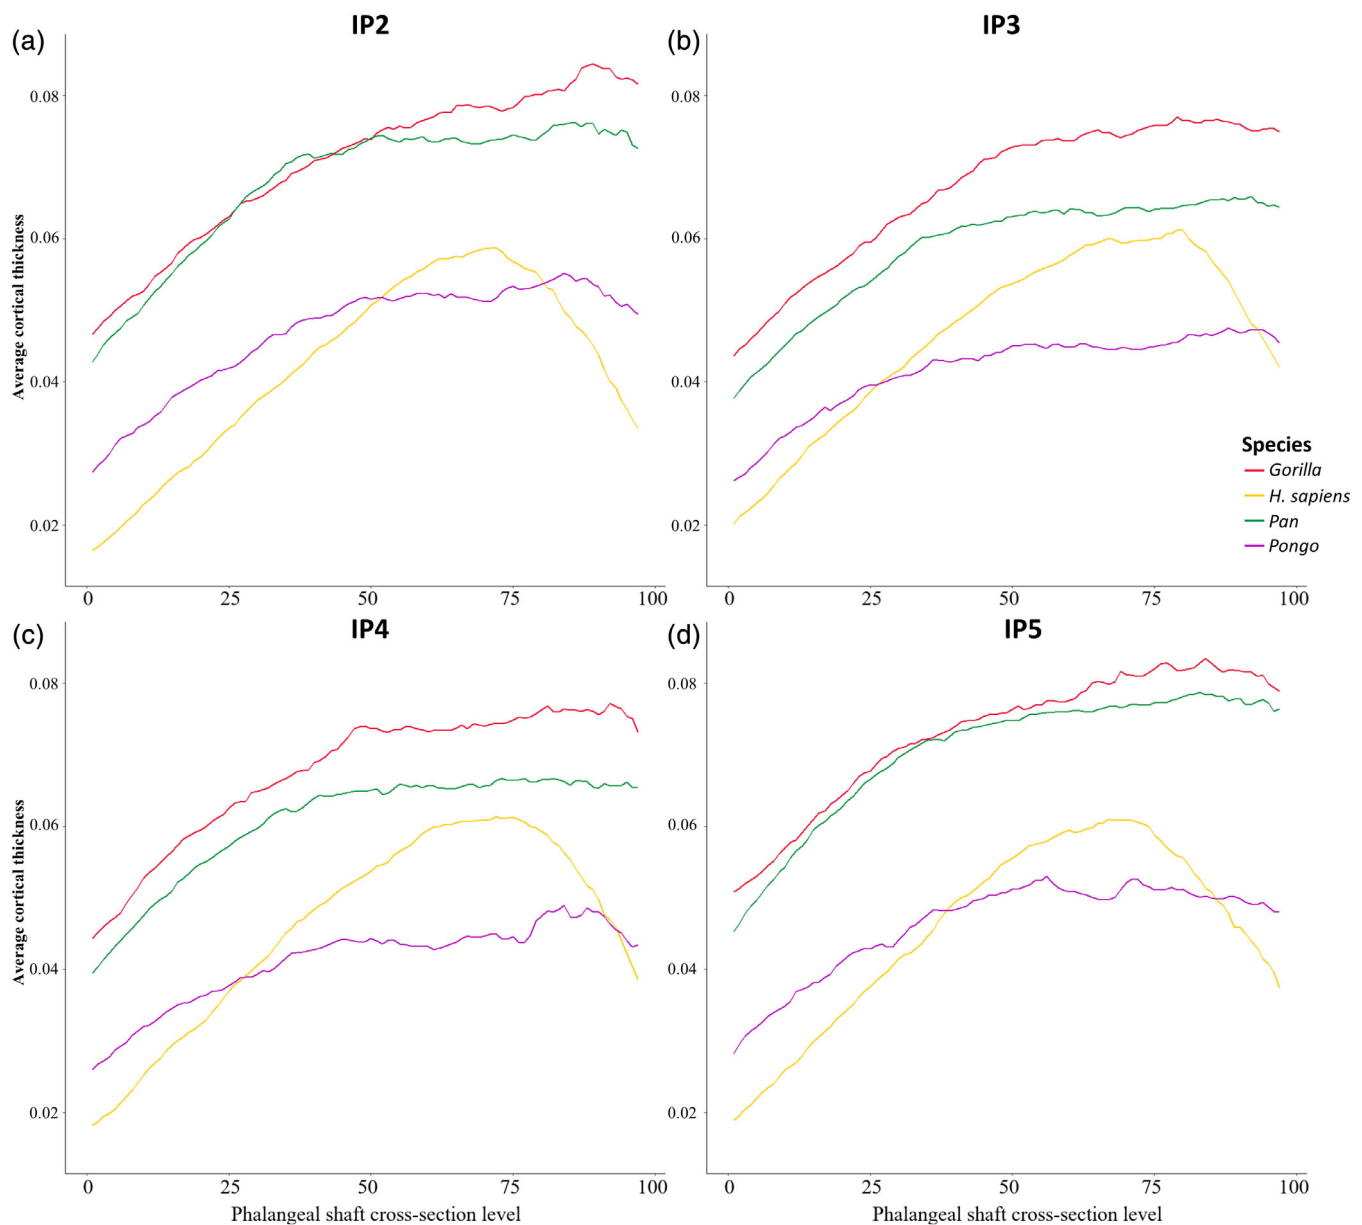 (a)
IP2
0.08
0.06
0.04
0.02
Average cortical thickness
0 25 50 75 100
(b)
IP3
0.08
0.06
0.04
0.02
0 25 50 75 100
Species
Gorilla
H. sapiens
Pan
Pongo
(c)
IP4
0.08
0.06
0.04
0.02
Average cortical thickness
0 25 50 75 100
Phalangeal shaft cross-section level
(d)
IP5
0.08
0.06
0.04
0.02
0 25 50 75 100
Phalangeal shaft cross-section level